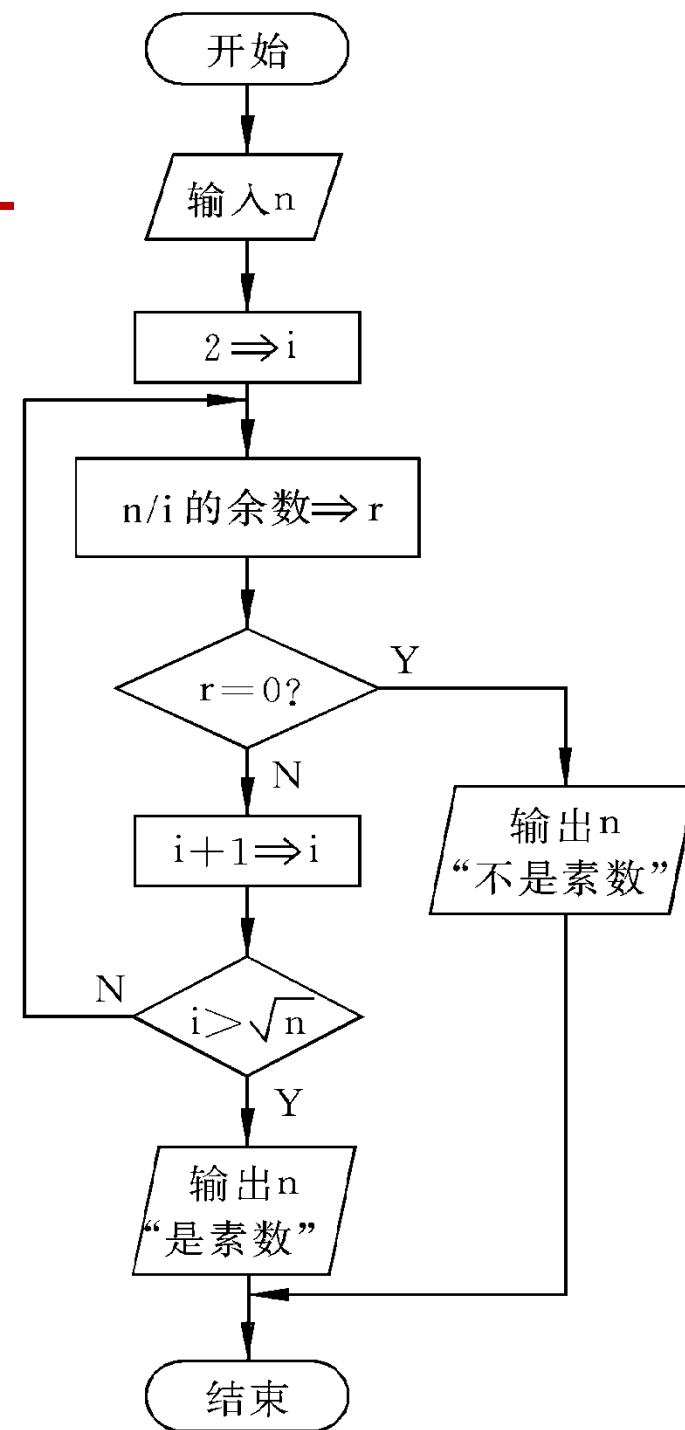 开始
输入n
2⇒i
n/i的余数⇒r
r=0?
Y
N
i+1⇒i
输出n
“不是素数”
N
i>√n
Y
输出n
“是素数”
结束